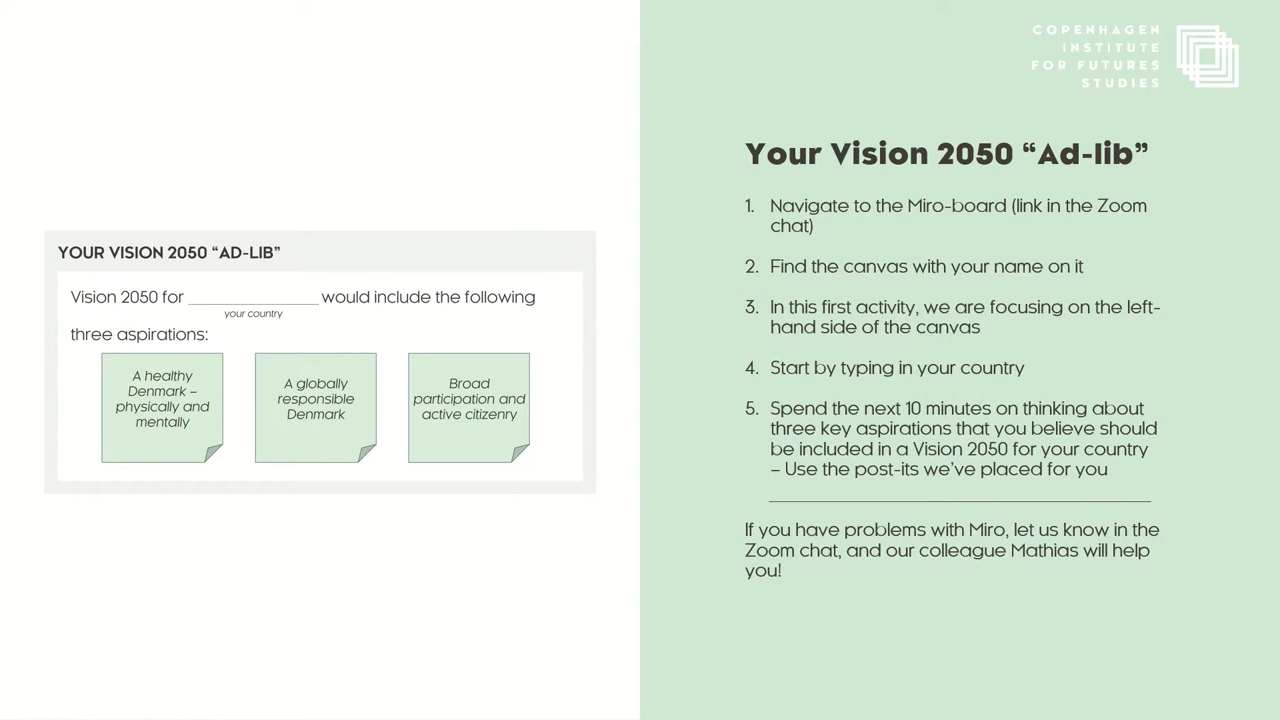 YOUR VISION 2050 “AD-LIB”
Vision 2050 for ________________ would include the following
your country
three aspirations:
A healthy
Denmark –
physically and
mentally
A globally
responsible
Denmark
Broad
participation and
active citizenry
COPENHAGEN
INSTITUTE
FOR FUTURES
STUDIES
Your Vision 2050 “Ad-lib”
1. Navigate to the Miro-board (link in the Zoom
chat)
2. Find the canvas with your name on it
3. In this first activity, we are focusing on the left-
hand side of the canvas
4. Start by typing in your country
5. Spend the next 10 minutes on thinking about
three key aspirations that you believe should
be included in a Vision 2050 for your country
– Use the post-its we’ve placed for you
If you have problems with Miro, let us know in the
Zoom chat, and our colleague Mathias will help
you!